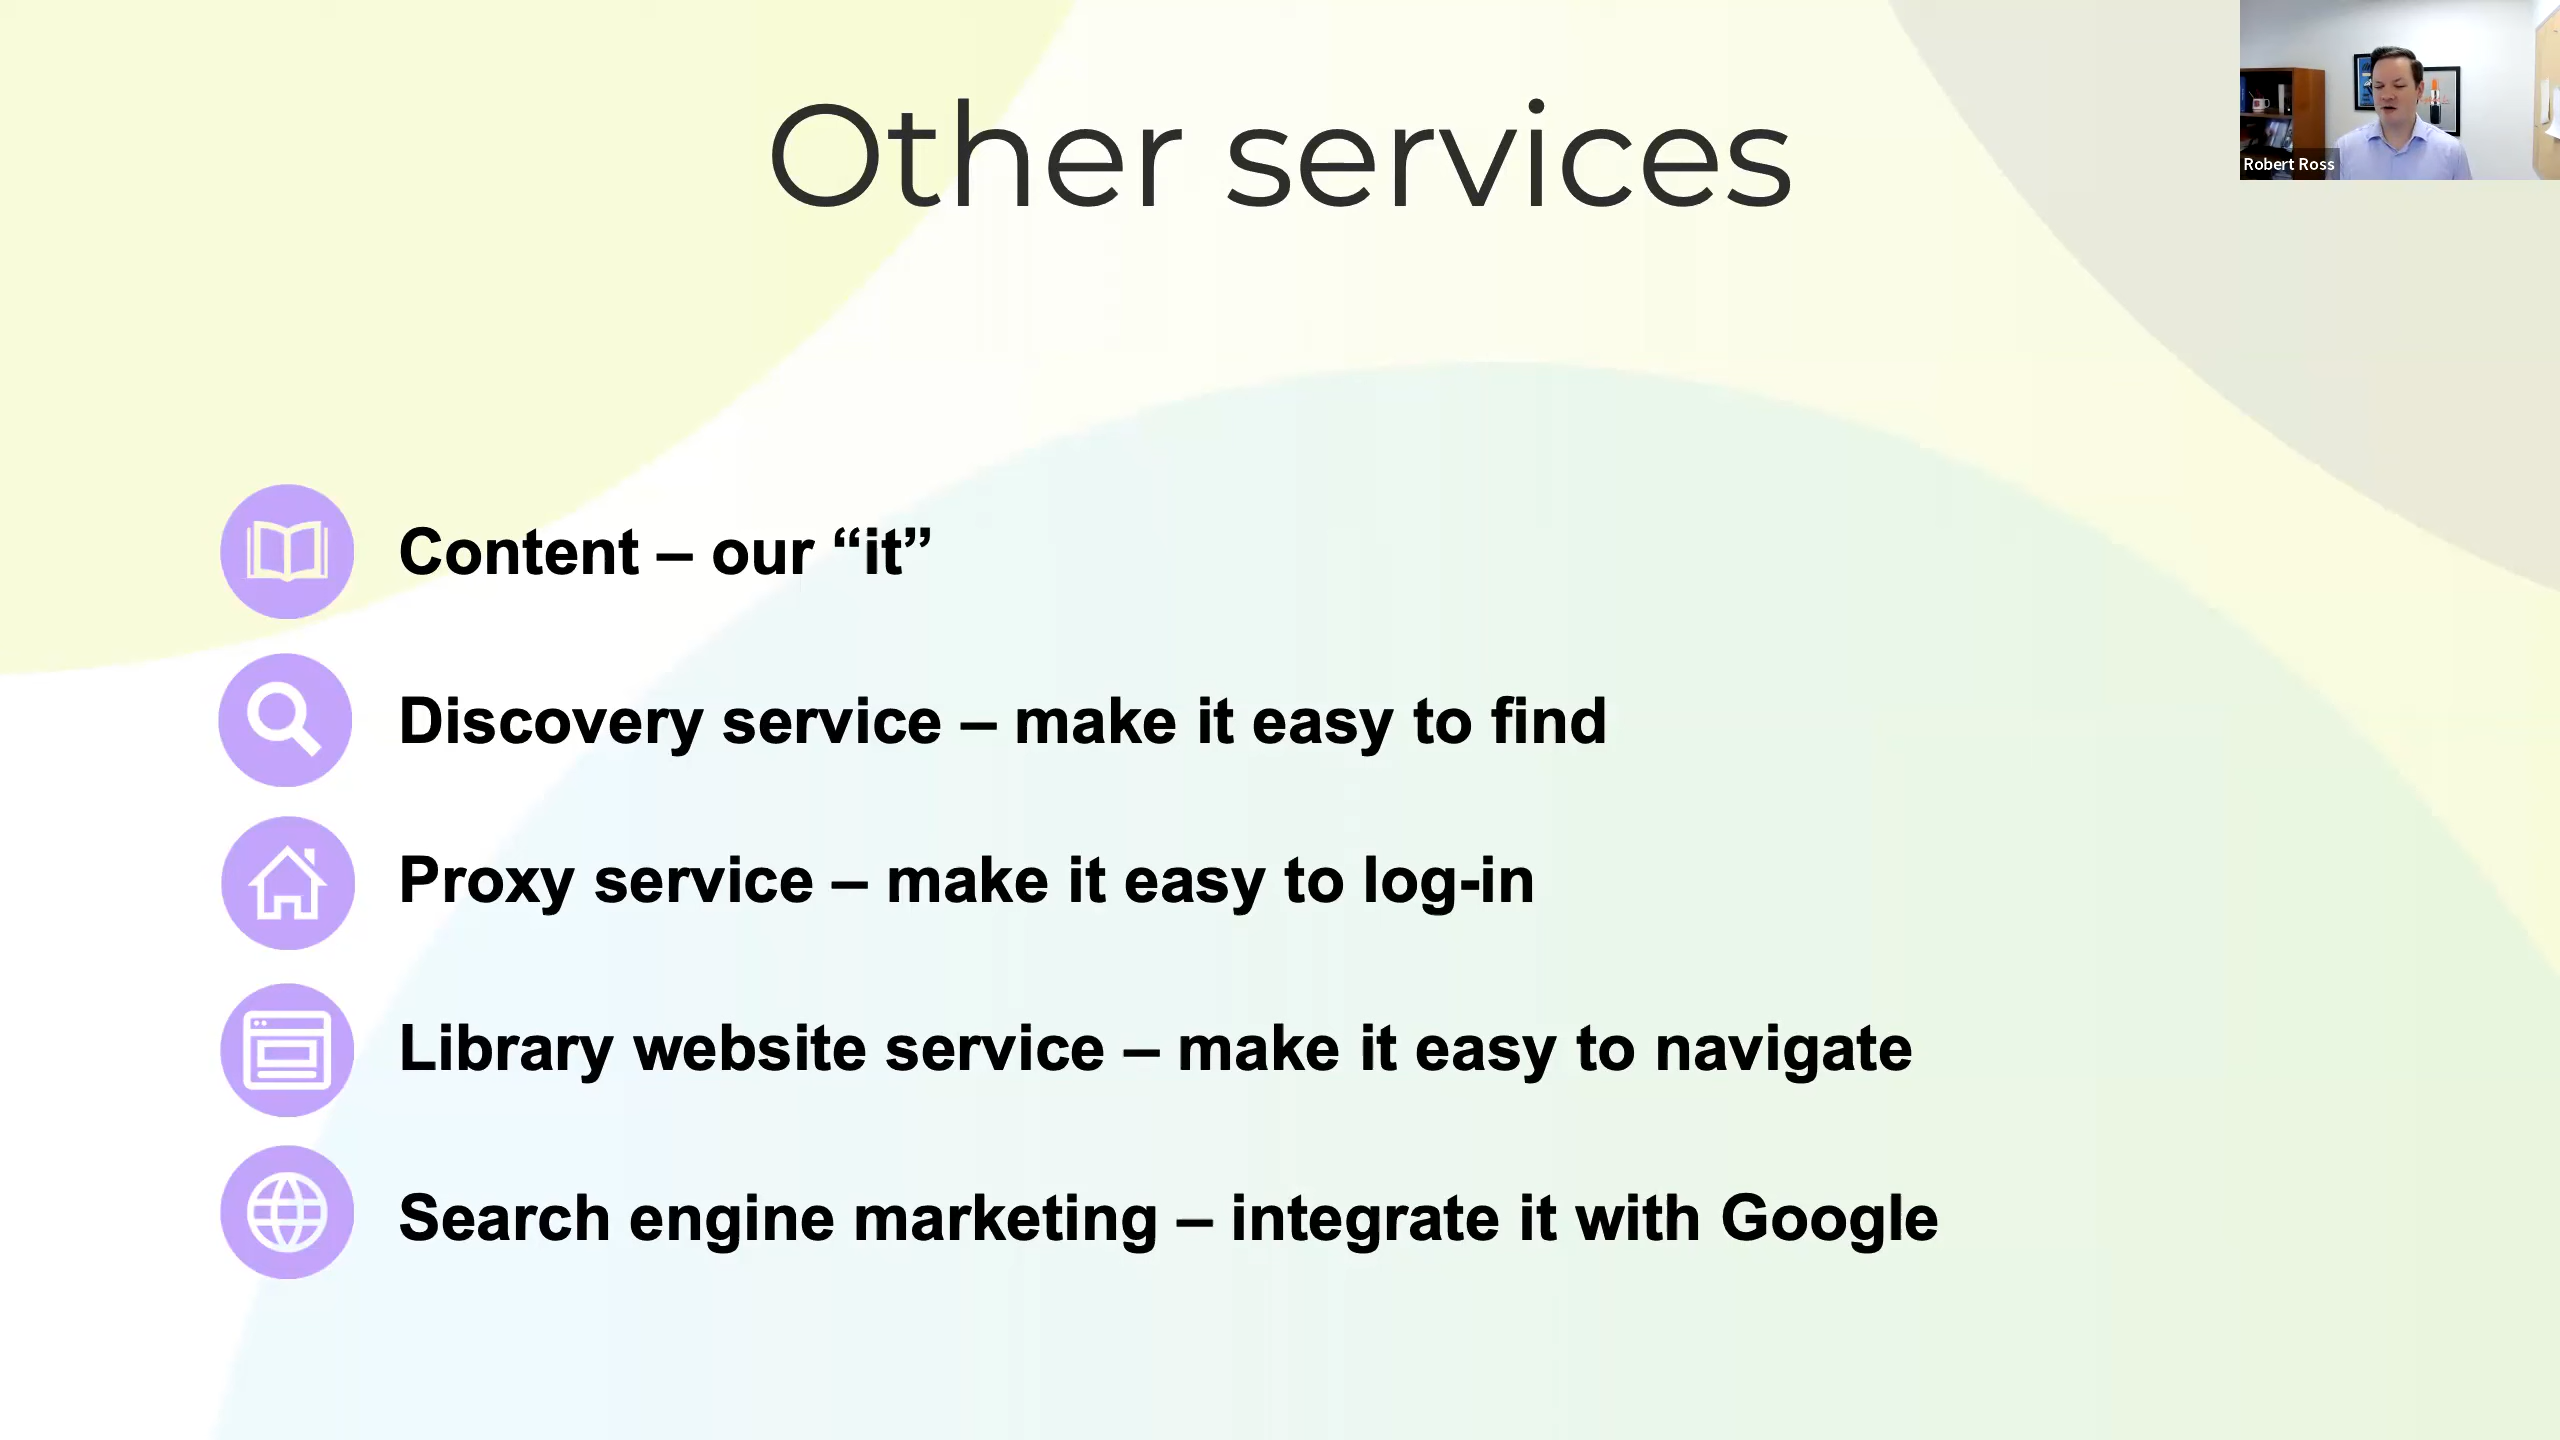 Other services
Robert Ross
Content – our “it”
Discovery service – make it easy to find
Proxy service – make it easy to log-in
Library website service – make it easy to navigate
Search engine marketing – integrate it with Google